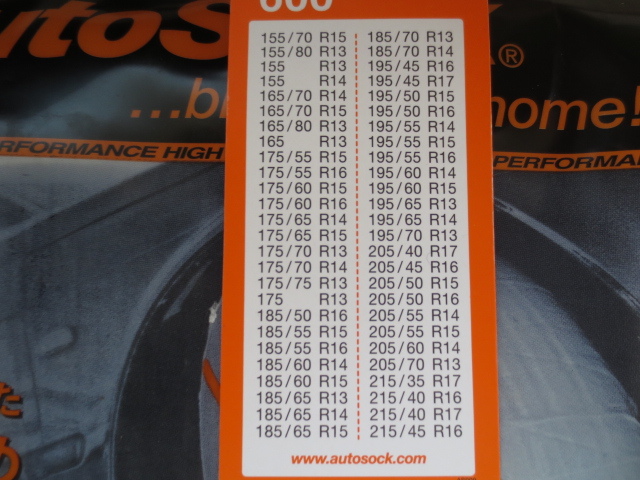 600
AutoSock®
...br home!
PERFORMANCE HIGH PERFORMAN
155/70 R15
155/80 R13
155 R13
155 R14
165/70 R14
165/70 R15
165/80 R13
165 R13
175/55 R15
175/55 R16
175/60 R15
175/60 R16
175/65 R14
175/65 R15
175/70 R13
175/70 R14
175/75 R13
175 R13
185/50 R16
185/55 R15
185/55 R16
185/60 R14
185/60 R15
185/65 R13
185/65 R14
185/65 R15
185/70 R13
185/70 R14
195/45 R16
195/45 R17
195/50 R15
195/50 R16
195/55 R14
195/55 R15
195/55 R16
195/60 R14
195/60 R15
195/65 R13
195/65 R14
195/70 R13
205/40 R17
205/45 R16
205/50 R15
205/50 R16
205/55 R14
205/55 R15
205/60 R14
205/70 R13
215/35 R17
215/40 R16
215/40 R17
215/45 R16
www.autosock.com
た
め